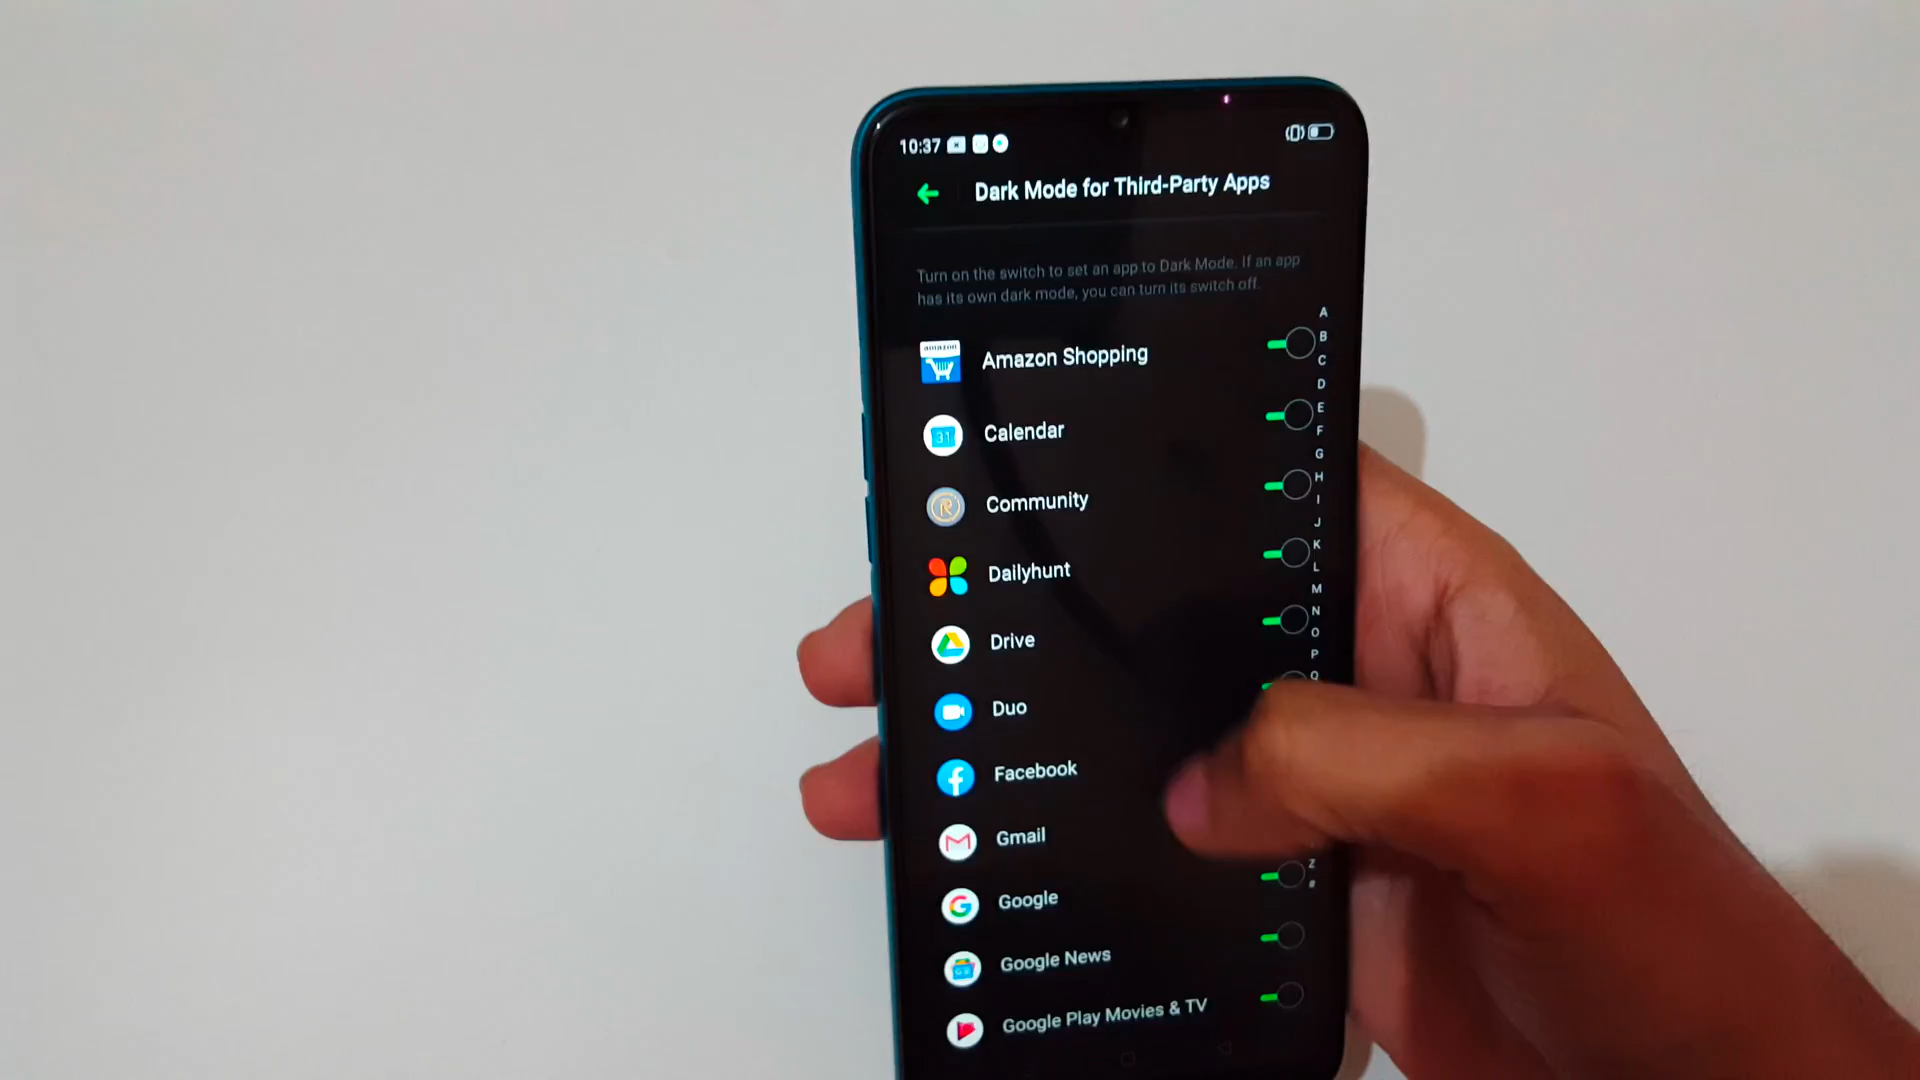 10:37
Dark Mode for Third-Party Apps
Turn on the switch to set an app to Dark Mode. If an app
has its own dark mode, you can turn its switch off.
amazon
Amazon Shopping
31
Calendar
R
Community
Dailyhunt
Drive
Duo
Facebook
Gmail
G
Google
Google News
Google Play Movies & TV
A
B
C
D
E
F
G
H
I
J
K
L
M
N
O
P
Q
Z
#